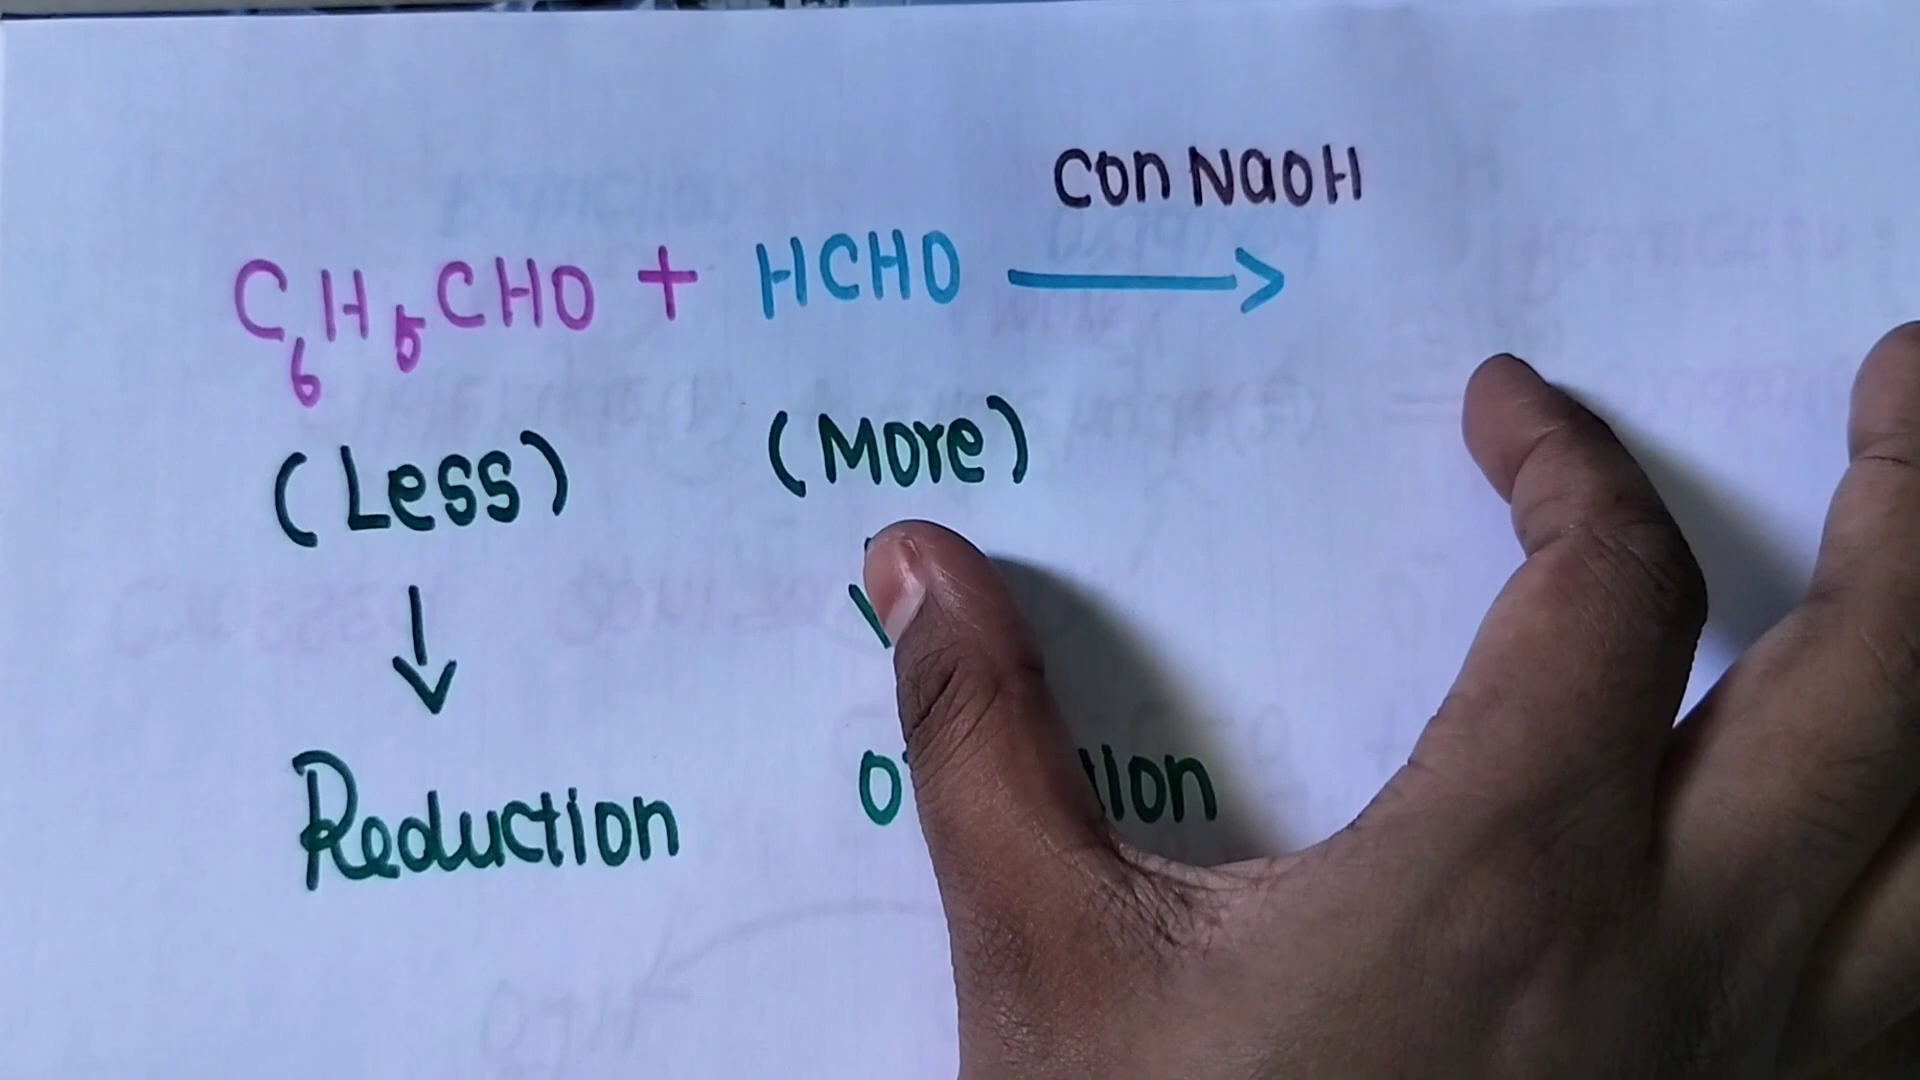 Con NaOH
C6H5CHO + HCHO →
(Less) (More)
Reduction